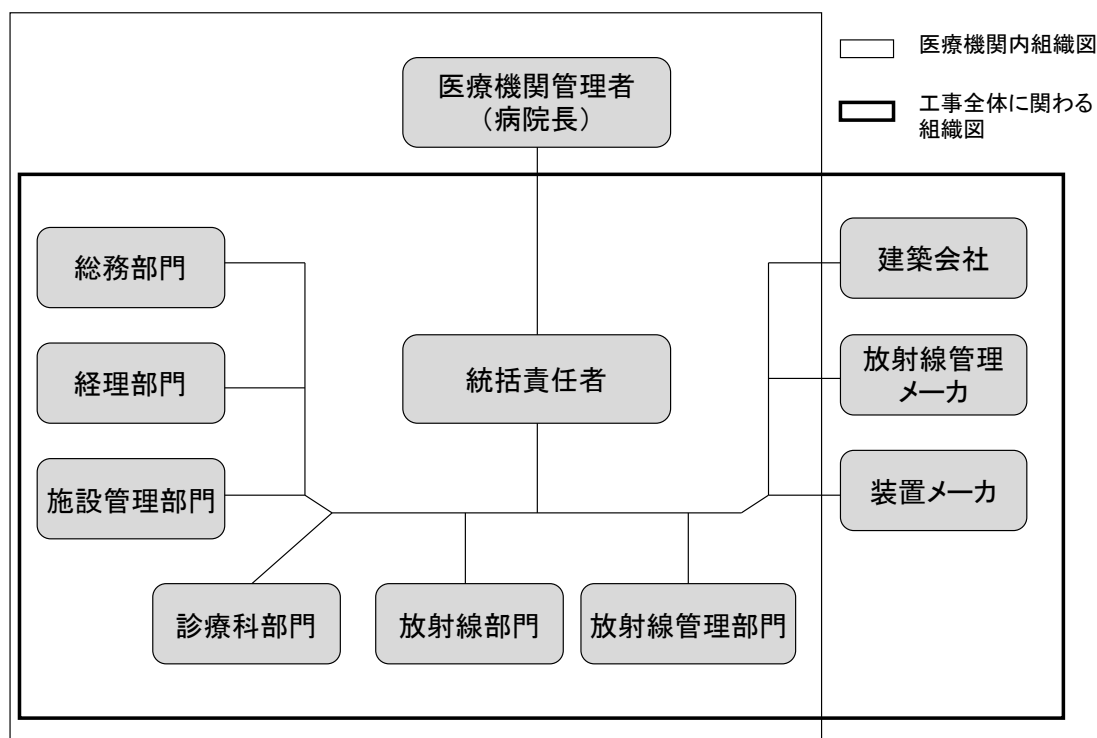 医療機関内組織図
工事全体に関わる
組織図
医療機関管理者
（病院長）
総務部門
経理部門
施設管理部門
統括責任者
建築会社
放射線管理
メーカ
装置メーカ
診療科部門
放射線部門
放射線管理部門